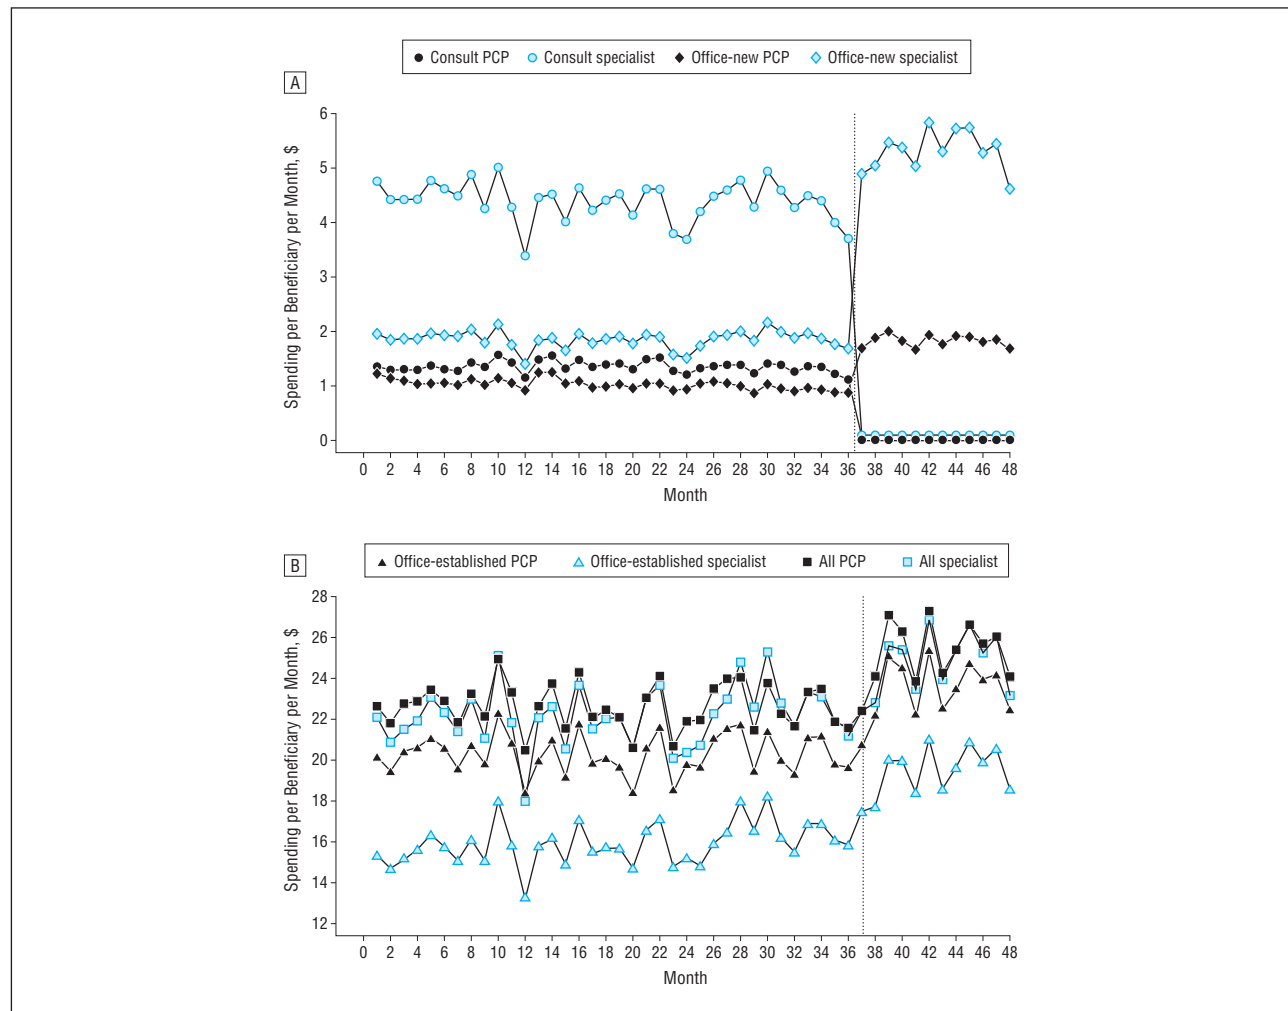 Consult PCP Consult specialist Office-new PCP Office-new specialist
A
Spending per Beneficiary per Month, $
6
5
4
3
2
1
0
0 2 4 6 8 10 12 14 16 18 20 22 24 26 28 30 32 34 36 38 40 42 44 46 48
Month
B
Office-established PCP Office-established specialist All PCP All specialist
Spending per Beneficiary per Month, $
28
26
24
22
20
18
16
14
12
0 2 4 6 8 10 12 14 16 18 20 22 24 26 28 30 32 34 36 38 40 42 44 46 48
Month